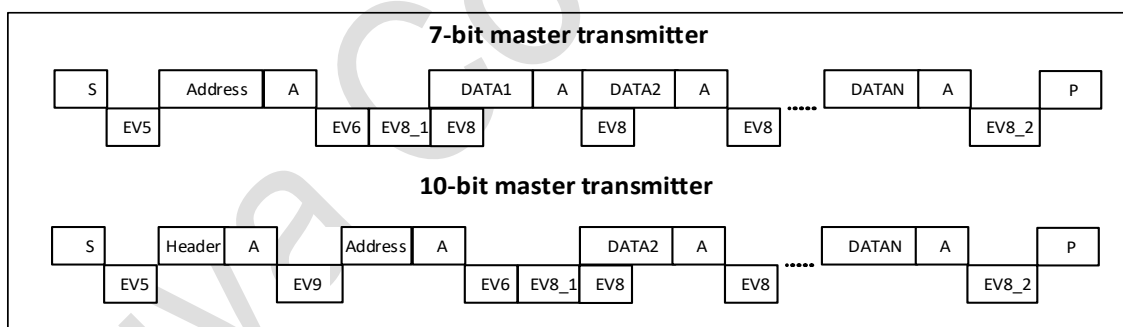 7-bit master transmitter
S Address A DATA1 A DATA2 A ..... DATAN A P
EV5 EV6 EV8_1 EV8 EV8 EV8 EV8_2
10-bit master transmitter
S Header A Address A DATA2 A ..... DATAN A P
EV5 EV9 EV6 EV8_1 EV8 EV8 EV8_2